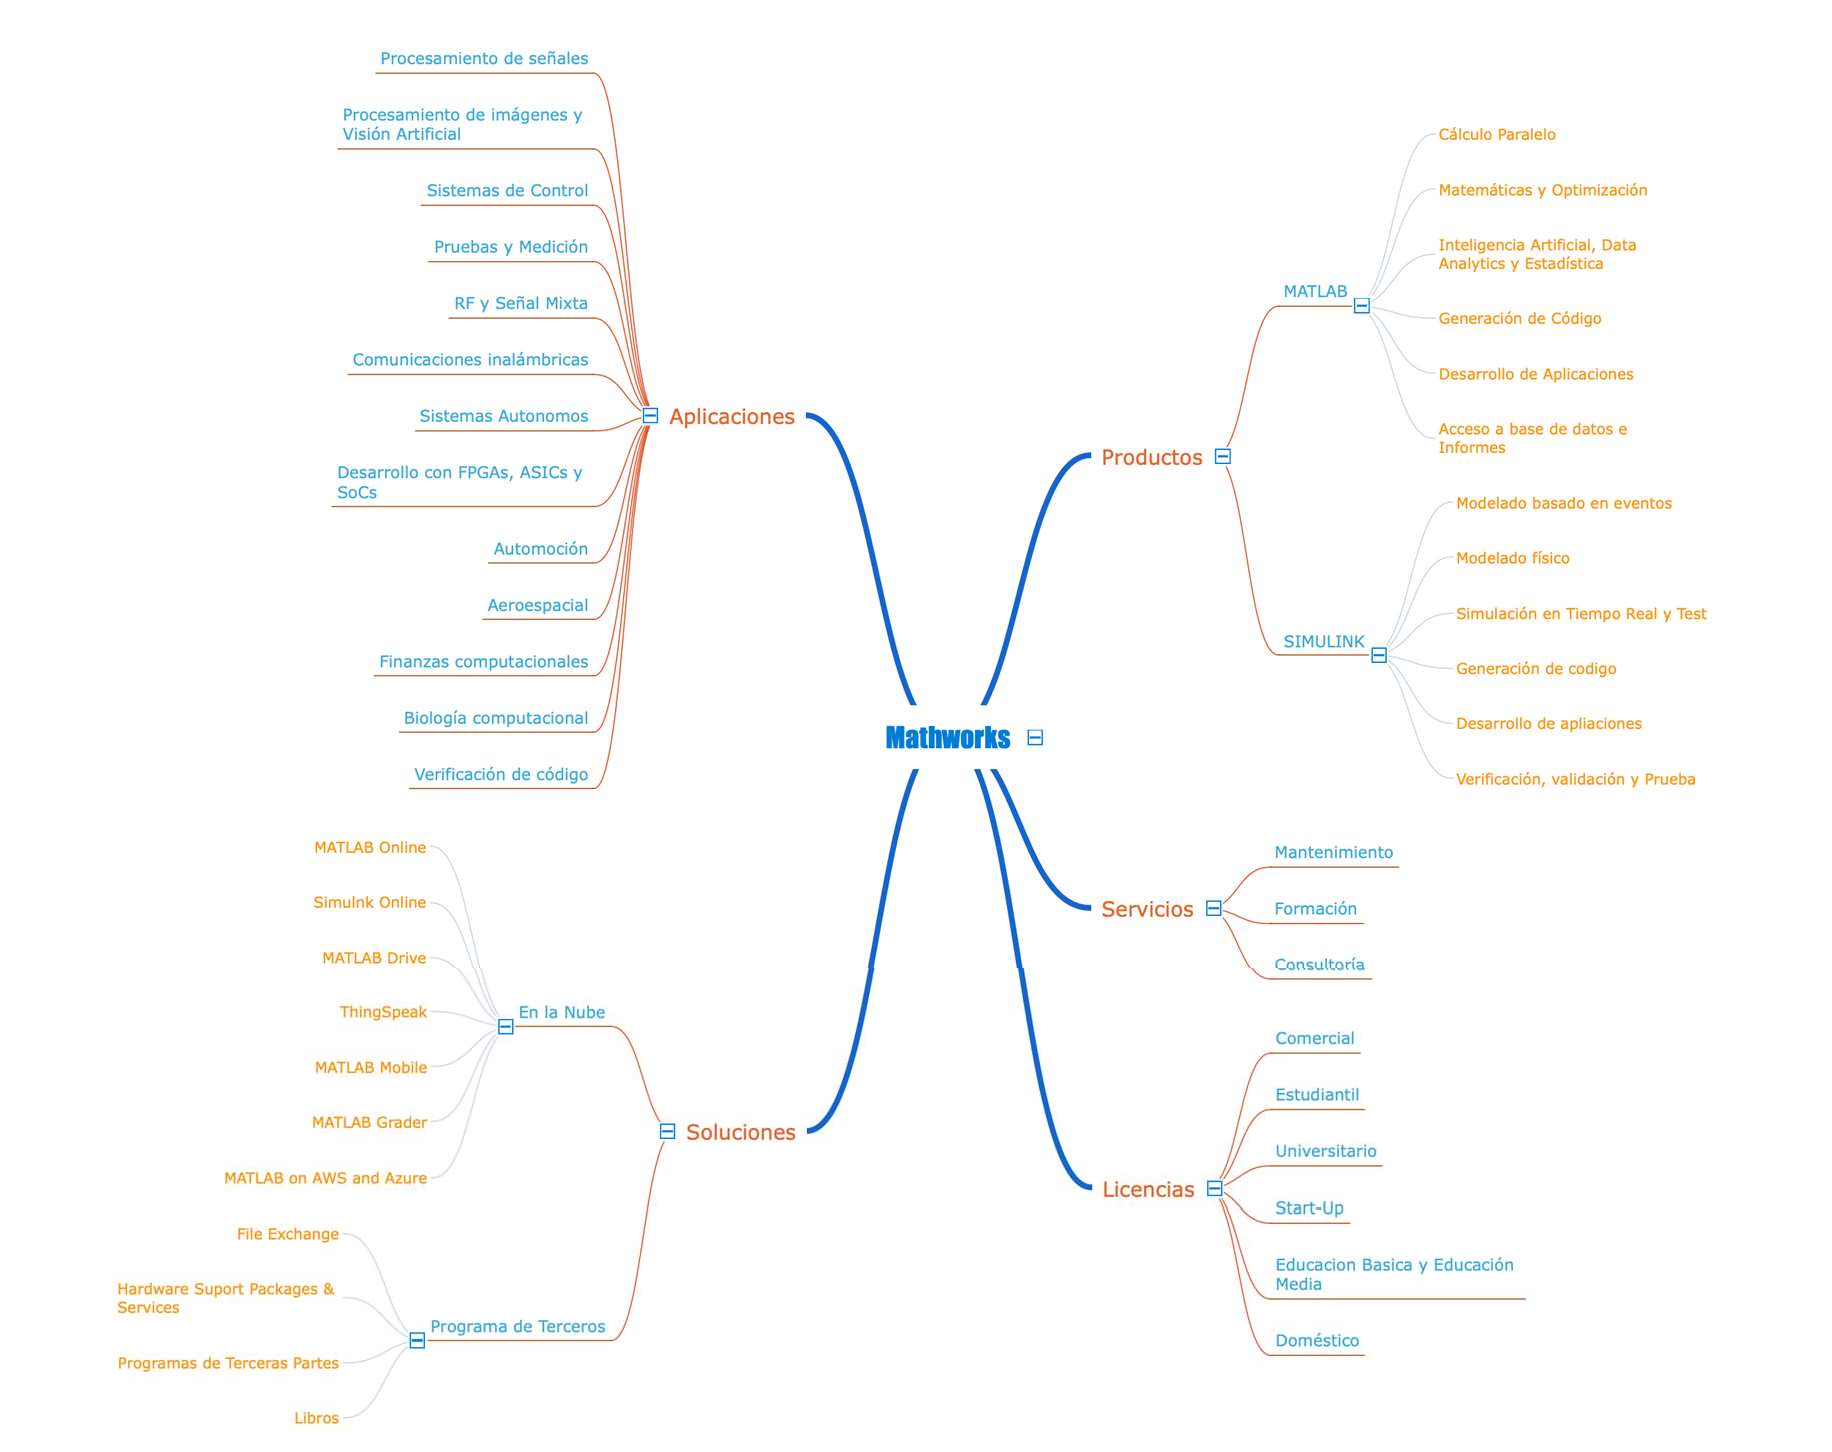 Procesamiento de señales
Procesamiento de imágenes y
Visión Artificial
Sistemas de Control
Pruebas y Medición
RF y Señal Mixta
Comunicaciones inalámbricas
Sistemas Autonomos
Desarrollo con FPGAs, ASICs y
SoCs
Automoción
Aeroespacial
Finanzas computacionales
Biología computacional
Verificación de código
Aplicaciones
Cálculo Paralelo
Matemáticas y Optimización
Inteligencia Artificial, Data
Analytics y Estadística
MATLAB
Generación de Código
Desarrollo de Aplicaciones
Acceso a base de datos e
Informes
Productos
Modelado basado en eventos
Modelado físico
Simulación en Tiempo Real y Test
SIMULINK
Generación de codigo
Desarrollo de apliaciones
Verificación, validación y Prueba
Mathworks
Mantenimiento
Servicios
Formación
Consultoría
MATLAB Online
Simulnk Online
MATLAB Drive
ThingSpeak
En la Nube
MATLAB Mobile
MATLAB Grader
MATLAB on AWS and Azure
Soluciones
File Exchange
Hardware Suport Packages &
Services
Programa de Terceros
Programas de Terceras Partes
Libros
Comercial
Estudiantil
Universitario
Licencias
Start-Up
Educacion Basica y Educación
Media
Doméstico